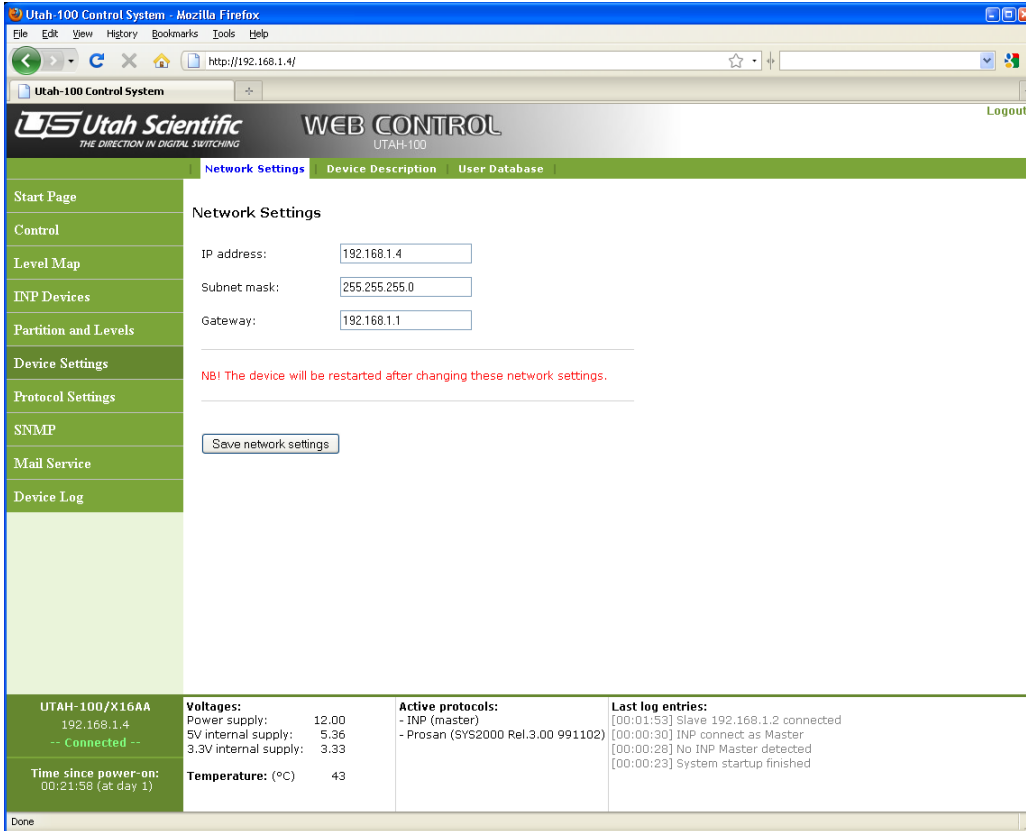 Utah-100 Control System - Mozilla Firefox
File Edit View History Bookmarks Tools Help
http://192.168.1.4/
Utah-100 Control System
Logout
US Utah Scientific
THE DIRECTION IN DIGITAL SWITCHING
WEB CONTROL
UTAH-100
Network Settings | Device Description | User Database
Start Page
Control
Level Map
INP Devices
Partition and Levels
Device Settings
Protocol Settings
SNMP
Mail Service
Device Log
Network Settings
IP address: 192.168.1.4
Subnet mask: 255.255.255.0
Gateway: 192.168.1.1
NB! The device will be restarted after changing these network settings.
Save network settings
UTAH-100/X16AA
192.168.1.4
-- Connected --
Time since power-on:
00:21:58 (at day 1)
Voltages:
Power supply: 12.00
5V internal supply: 5.36
3.3V internal supply: 3.33
Temperature: (°C) 43
Active protocols:
- INP (master)
- Prosan (SYS2000 Rel.3.00 991102)
Last log entries:
[00:01:53] Slave 192.168.1.2 connected
[00:00:30] INP connect as Master
[00:00:28] No INP Master detected
[00:00:23] System startup finished
Done